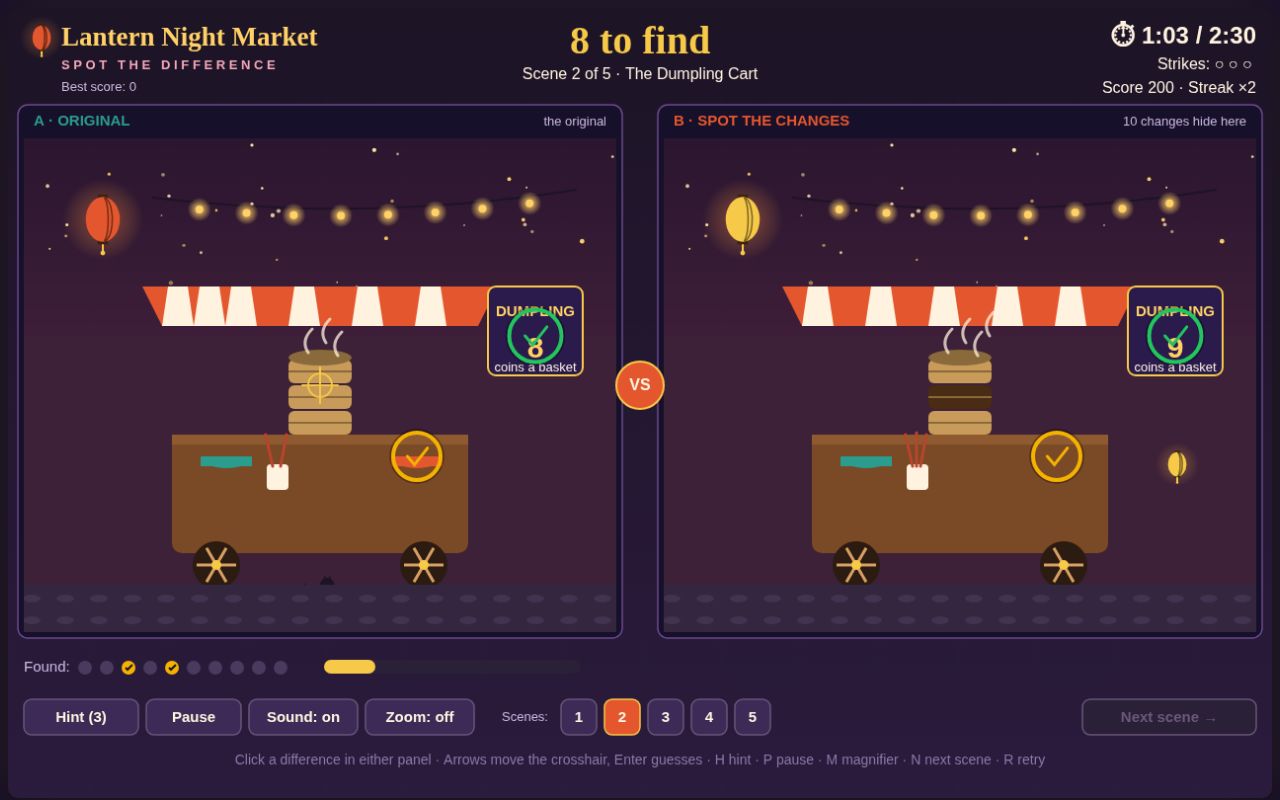 Lantern Night Market
SPOT THE DIFFERENCE
Best score: 0
8 to find
Scene 2 of 5 · The Dumpling Cart
⏱ 1:03 / 2:30
Strikes: ○ ○ ○
Score 200 · Streak ×2
A · ORIGINAL
the original
DUMPLING
8
coins a basket
VS
B · SPOT THE CHANGES
10 changes hide here
DUMPLING
9
coins a basket
Found:
Hint (3)
Pause
Sound: on
Zoom: off
Scenes:
1
2
3
4
5
Next scene →
Click a difference in either panel · Arrows move the crosshair, Enter guesses · H hint · P pause · M magnifier · N next scene · R retry